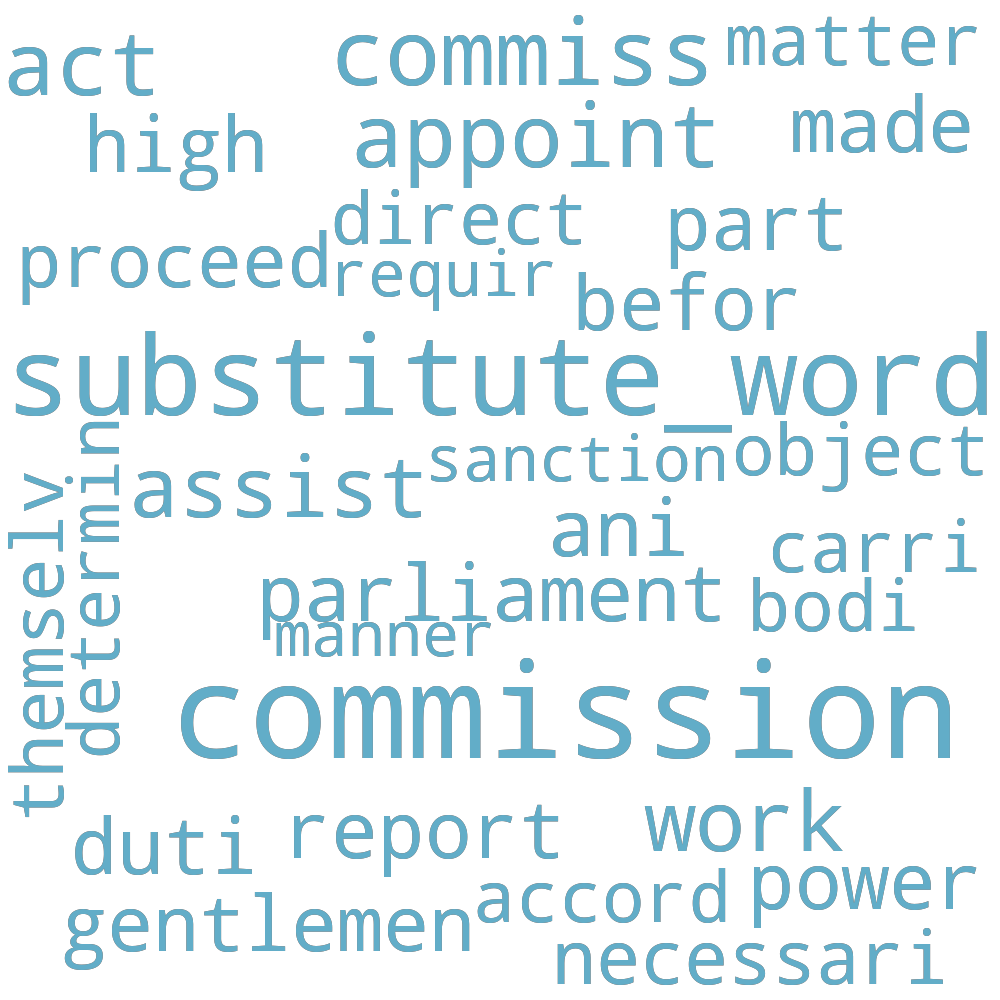 act
commiss
matter
high
appoint
made
direct
part
proceed
requir
befor
substitute_word
object
sanction
assist
themselv
determin
ani
carri
parliament
bodi
manner
commission
work
report
duti
power
accord
gentlemen
necessari